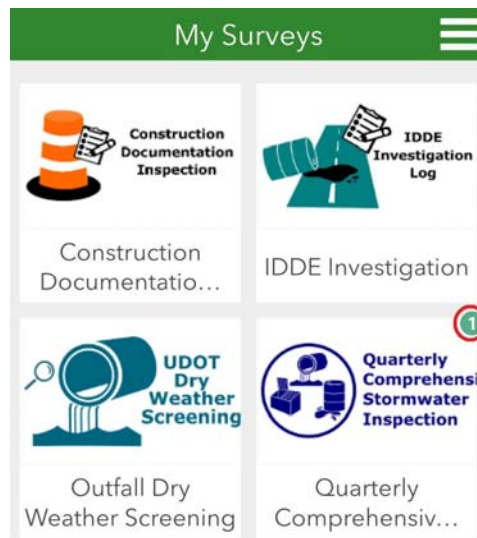 My Surveys
Construction
Documentation
Inspection
Construction
Documentatio...
IDDE
Investigation
Log
IDDE Investigation
UDOT
Dry
Weather
Screening
Outfall Dry
Weather Screening
1
Quarterly
Comprehensi
Stormwater
Inspection
Quarterly
Comprehensiv...